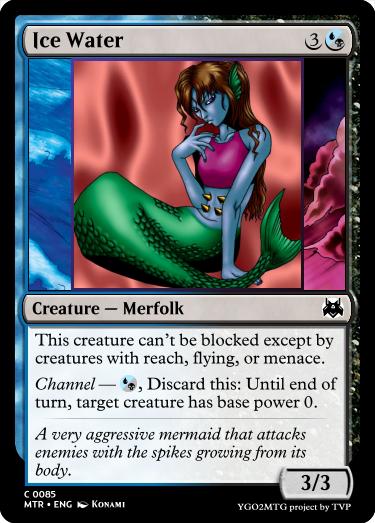 Ice Water 3
Creature — Merfolk
This creature can't be blocked except by
creatures with reach, flying, or menace.
Channel — , Discard this: Until end of
turn, target creature has base power 0.
A very aggressive mermaid that attacks
enemies with the spikes growing from its
body.
3/3
C 0085
MTR • ENG Konami
YGO2MTG project by TVP